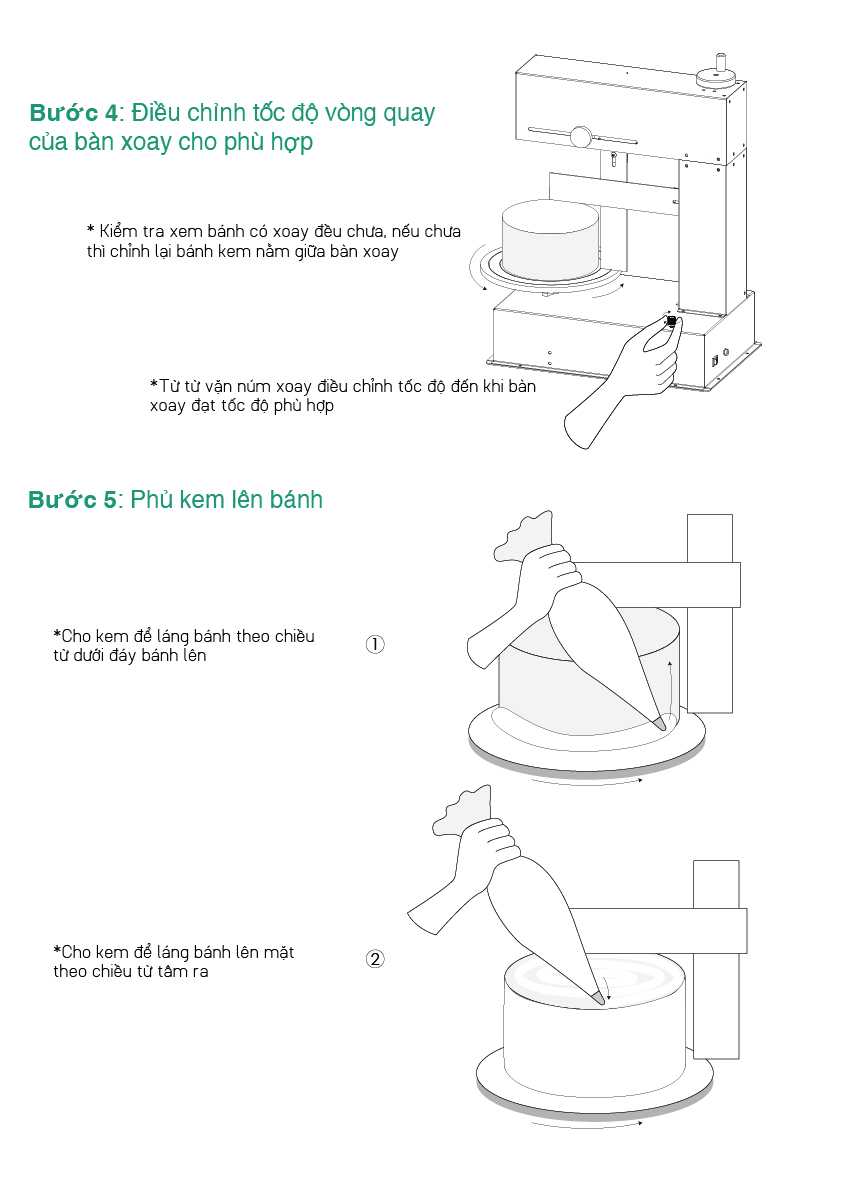 Bước 4: Điều chỉnh tốc độ vòng quay
của bàn xoay cho phù hợp
* Kiểm tra xem bánh có xoay đều chưa, nếu chưa
thì chỉnh lại bánh kem nằm giữa bàn xoay
*Từ từ vặn núm xoay điều chỉnh tốc độ đến khi bàn
xoay đạt tốc độ phù hợp
Bước 5: Phủ kem lên bánh
*Cho kem để láng bánh theo chiều
từ dưới đáy bánh lên
①
*Cho kem để láng bánh lên mặt
theo chiều từ tâm ra
②